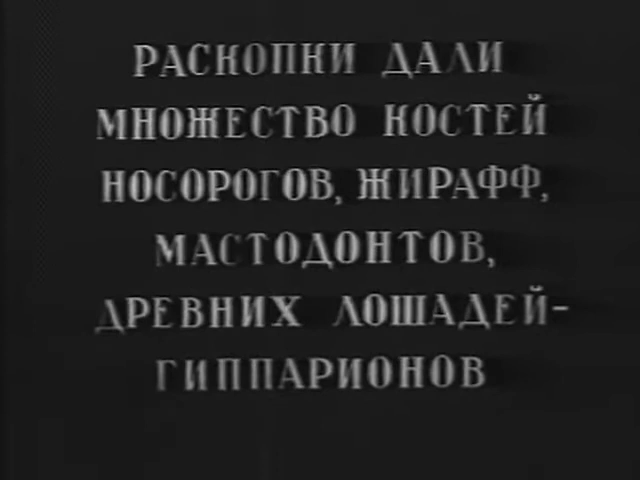 РАСКОПКИ ДАЛИ
МНОЖЕСТВО КОСТЕЙ
НОСОРОГОВ, ЖИРАФФ,
МАСТОДОНТОВ,
ДРЕВНИХ ЛОШАДЕЙ-
ГИППАРИОНОВ